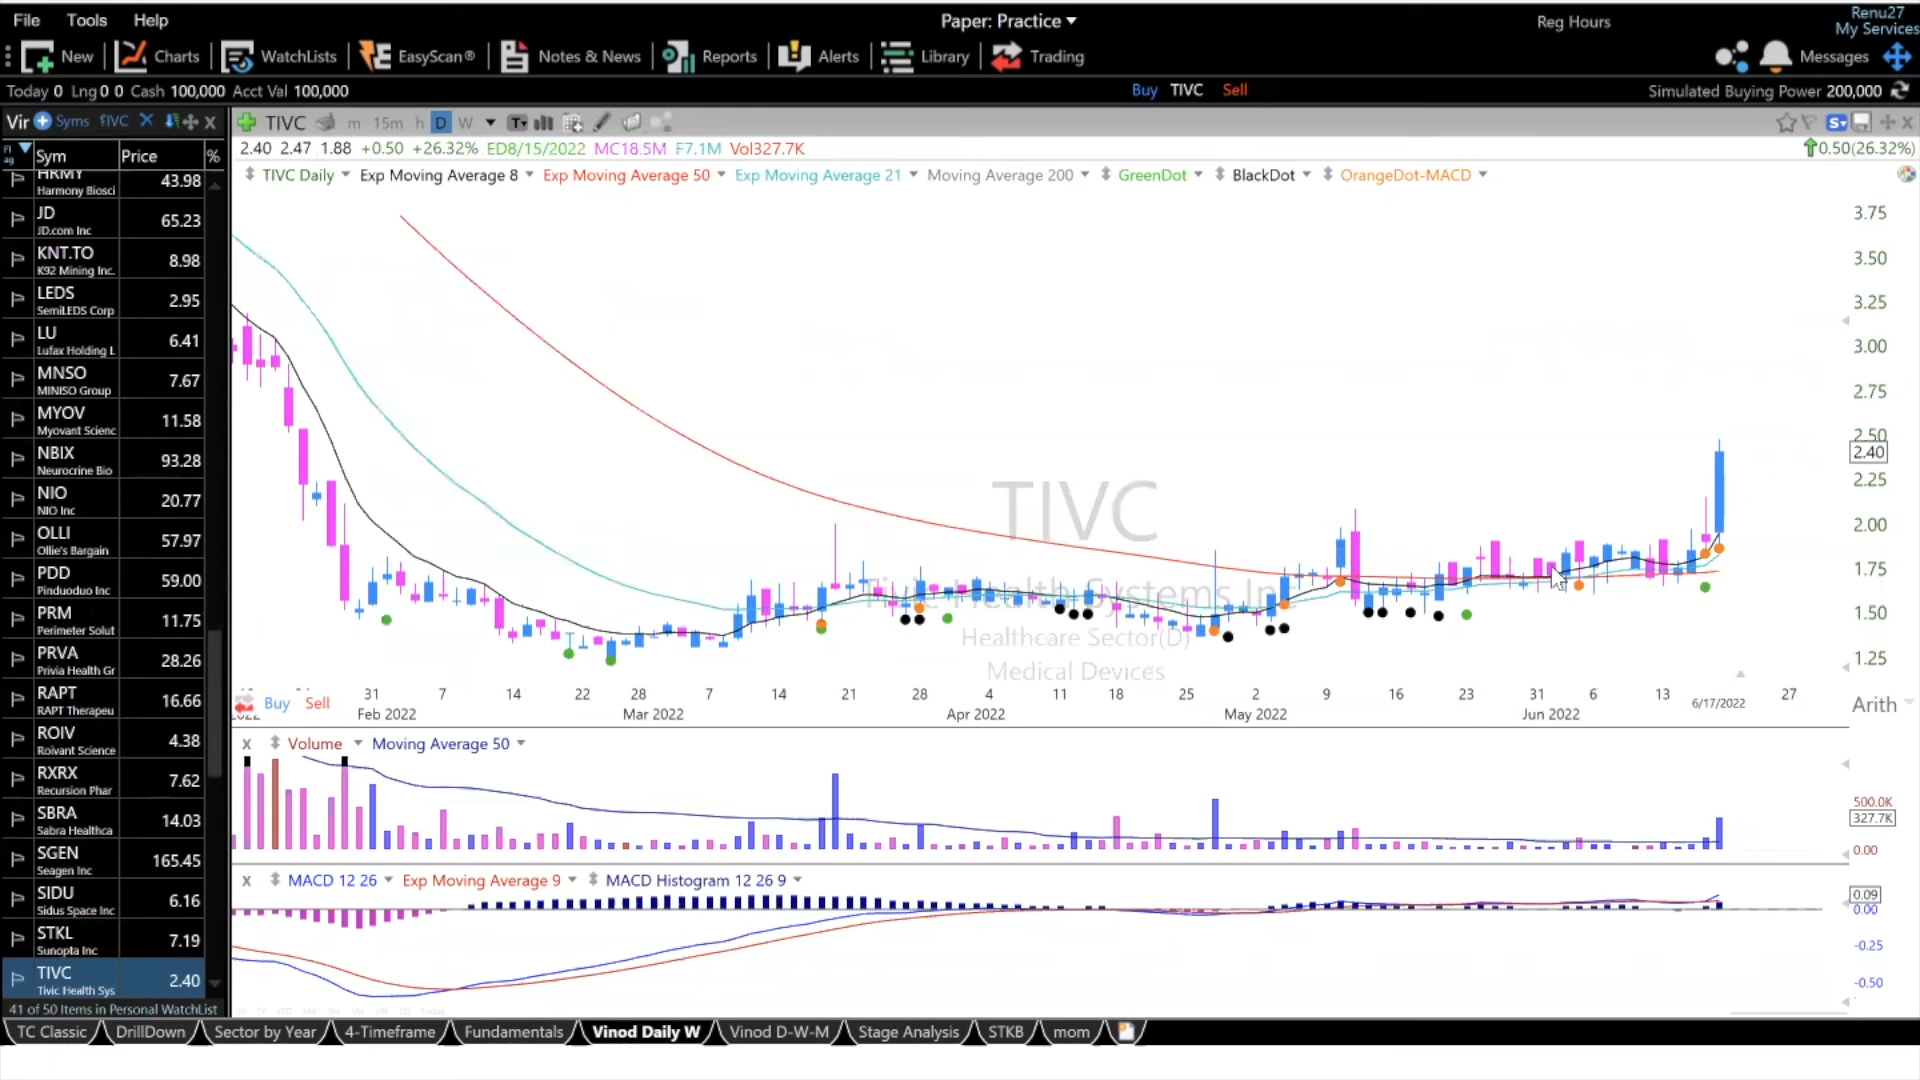 File Tools Help Paper: Practice Reg Hours Renu27
My Services
New Charts WatchLists EasyScan® Notes & News Reports Alerts Library Trading Messages
Today 0 Lng 0 0 Cash 100,000 Acct Val 100,000 Buy TIVC Sell Simulated Buying Power 200,000
Vir Syms TIVC X TIVC m 15m h D W
Sym Price %
2.40 2.47 1.88 +0.50 +26.32% ED8/15/2022 MC18.5M F7.1M Vol327.7K 0.50(26.32%)
TIVC Daily Exp Moving Average 8 Exp Moving Average 50 Exp Moving Average 21 Moving Average 200 GreenDot BlackDot OrangeDot-MACD
HRMY 43.98
Harmony Biosci
JD 65.23
JD.com Inc
KNT.TO 8.98
K92 Mining Inc.
LEDS 2.95
SemiLEDS Corp
LU 6.41
Lufax Holding L
MNSO 7.67
MINISO Group
MYOV 11.58
Myovant Scienc
NBIX 93.28
Neurocrine Bio
NIO 20.77
NIO Inc
OLLI 57.97
Ollie's Bargain
PDD 59.00
Pinduoduo Inc
PRM 11.75
Perimeter Solut
PRVA 28.26
Privia Health Gr
RAPT 16.66
RAPT Therapeu
ROIV 4.38
Roivant Science
RXRX 7.62
Recursion Phar
SBRA 14.03
Sabra Healthca
SGEN 165.45
Seagen Inc
SIDU 6.16
Sidus Space Inc
STKL 7.19
Sunopta Inc
TIVC 2.40
Tivic Health Sys
41 of 50 Items in Personal WatchList
3.75
3.50
3.25
3.00
2.75
2.50
2.40
2.25
2.00
1.75
1.50
1.25
TIVC
Tivic Health Systems Inc
Healthcare Sector(D)
Medical Devices
31 7 14 22 28 7 14 21 28 4 11 18 25 2 9 16 23 31 6 13 27
Buy Sell Feb 2022 Mar 2022 Apr 2022 May 2022 Jun 2022 6/17/2022 Arith
X Volume Moving Average 50
500.0K
327.7K
0.00
X MACD 12 26 Exp Moving Average 9 MACD Histogram 12 26 9
0.09
0.00
-0.25
-0.50
TC Classic DrillDown Sector by Year 4-Timeframe Fundamentals Vinod Daily W Vinod D-W-M Stage Analysis STKB mom